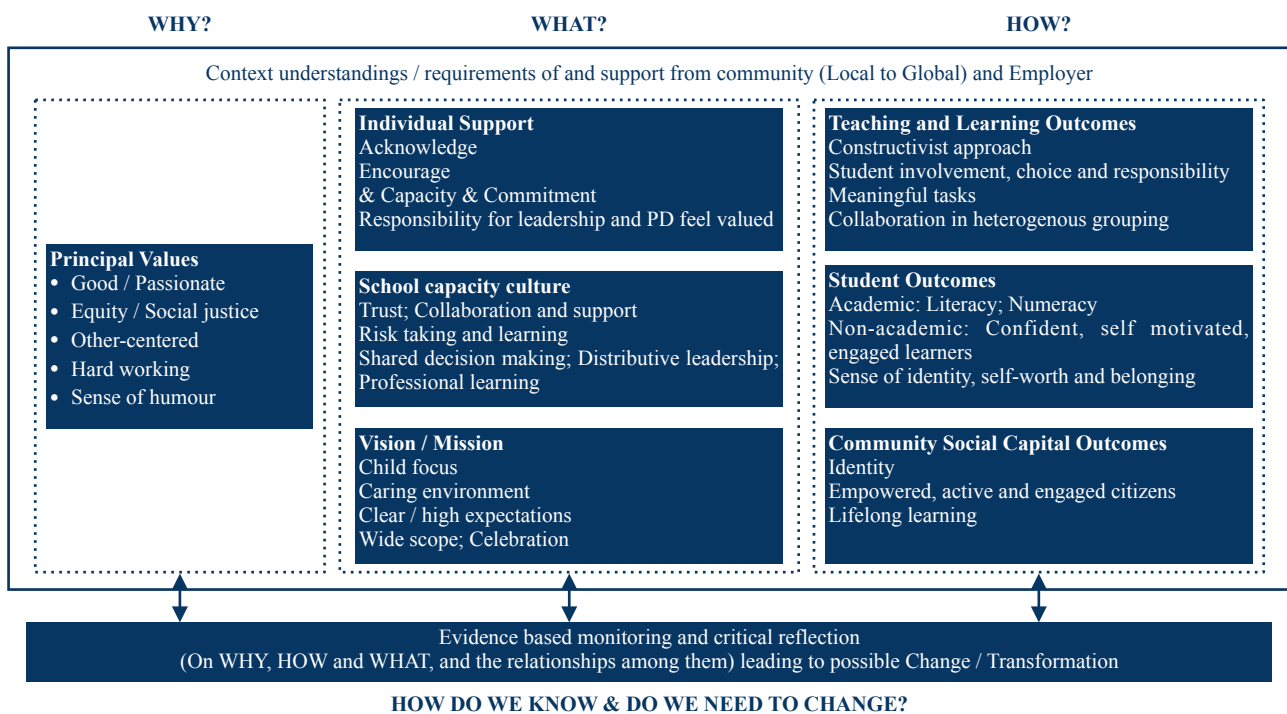 WHY?
WHAT?
HOW?
Context understandings / requirements of and support from community (Local to Global) and Employer
Principal Values
• Good / Passionate
• Equity / Social justice
• Other-centered
• Hard working
• Sense of humour
Individual Support
Acknowledge
Encourage
& Capacity & Commitment
Responsibility for leadership and PD feel valued
School capacity culture
Trust; Collaboration and support
Risk taking and learning
Shared decision making; Distributive leadership;
Professional learning
Vision / Mission
Child focus
Caring environment
Clear / high expectations
Wide scope; Celebration
Teaching and Learning Outcomes
Constructivist approach
Student involvement, choice and responsibility
Meaningful tasks
Collaboration in heterogenous grouping
Student Outcomes
Academic: Literacy; Numeracy
Non-academic: Confident, self motivated,
engaged learners
Sense of identity, self-worth and belonging
Community Social Capital Outcomes
Identity
Empowered, active and engaged citizens
Lifelong learning
Evidence based monitoring and critical reflection
(On WHY, HOW and WHAT, and the relationships among them) leading to possible Change / Transformation
HOW DO WE KNOW & DO WE NEED TO CHANGE?